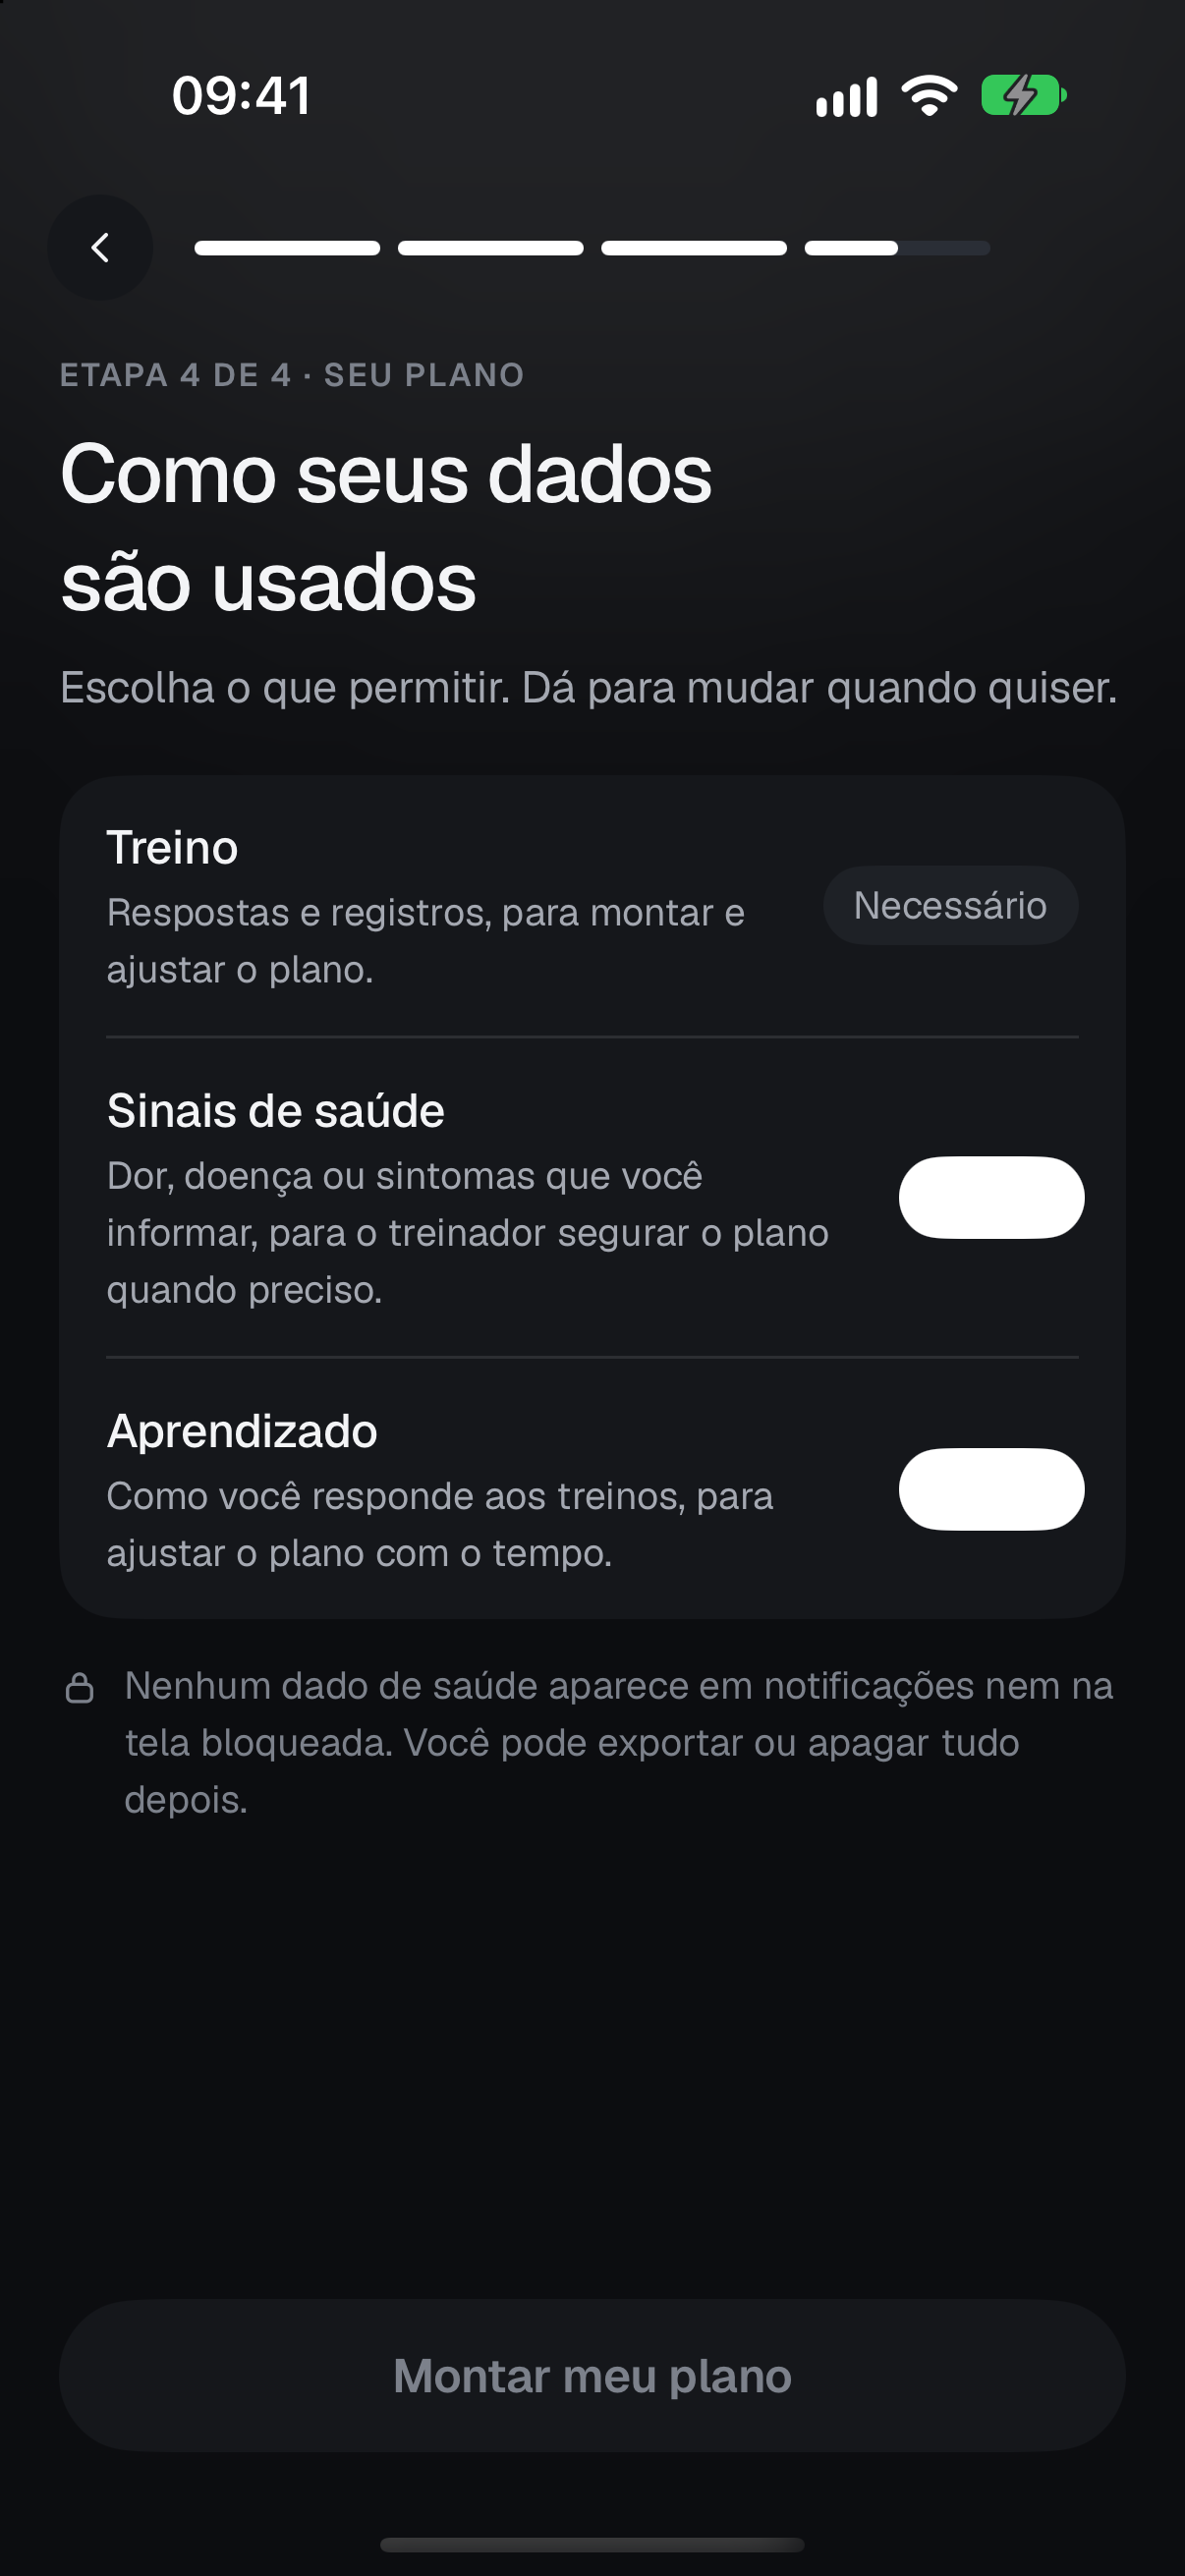 09:41
ETAPA 4 DE 4 · SEU PLANO
Como seus dados
são usados
Escolha o que permitir. Dá para mudar quando quiser.
Treino
Respostas e registros, para montar e
ajustar o plano.
Necessário
Sinais de saúde
Dor, doença ou sintomas que você
informar, para o treinador segurar o plano
quando preciso.
Aprendizado
Como você responde aos treinos, para
ajustar o plano com o tempo.
Nenhum dado de saúde aparece em notificações nem na
tela bloqueada. Você pode exportar ou apagar tudo
depois.
Montar meu plano